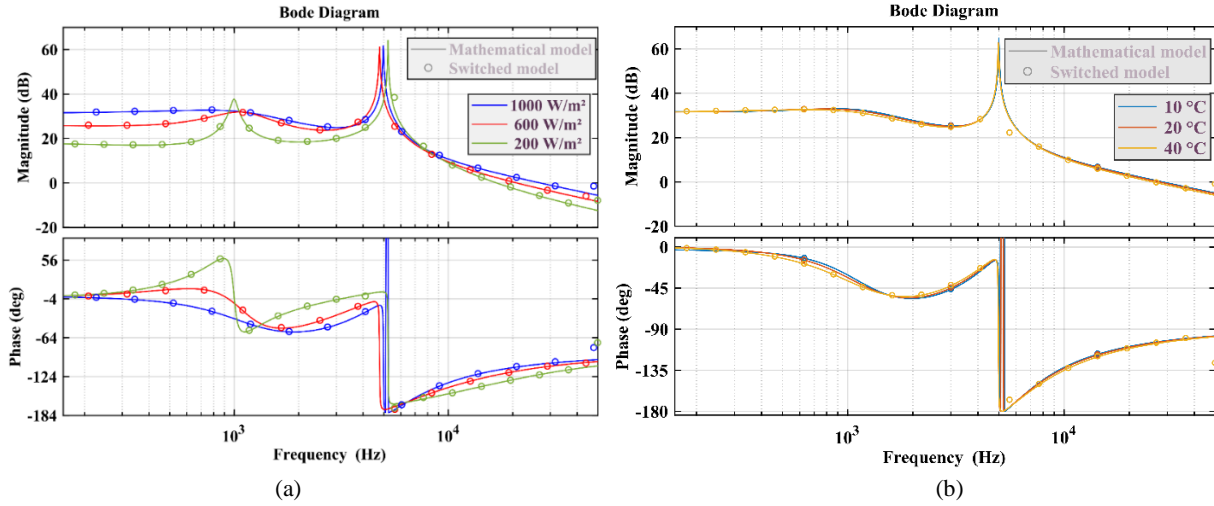 Bode Diagram
Magnitude (dB)
60
40
20
0
-20
Mathematical model
Switched model
1000 W/m²
600 W/m²
200 W/m²
Phase (deg)
56
-4
-64
-124
-184
10³
10⁴
Frequency (Hz)
(a)
Bode Diagram
Magnitude (dB)
60
40
20
0
-20
Mathematical model
Switched model
10 °C
20 °C
40 °C
Phase (deg)
0
-45
-90
-135
-180
10³
10⁴
Frequency (Hz)
(b)